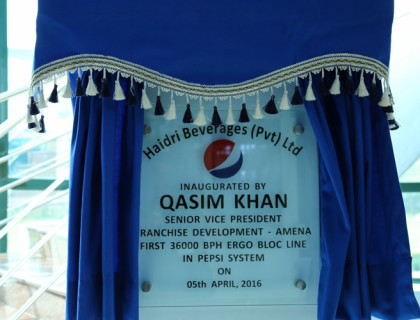 Haidri Beverages (Pvt) Ltd
INAUGURATED BY
QASIM KHAN
SENIOR VICE PRESIDENT
RANCHISE DEVELOPMENT - AMENA
FIRST 36000 BPH ERGO BLOC LINE
IN PEPSI SYSTEM
ON
05th APRIL, 2016